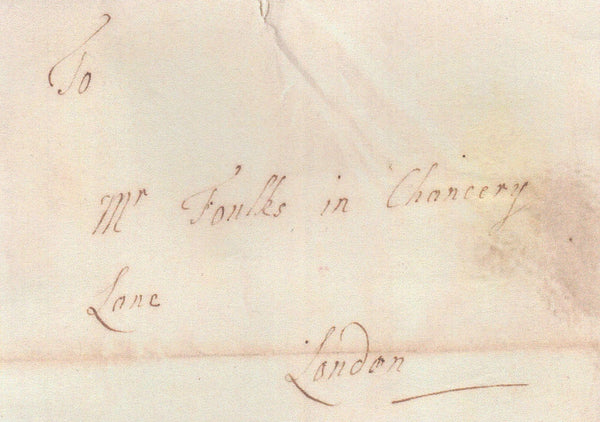 To
Mr Foulks in Chancery
Lane
London